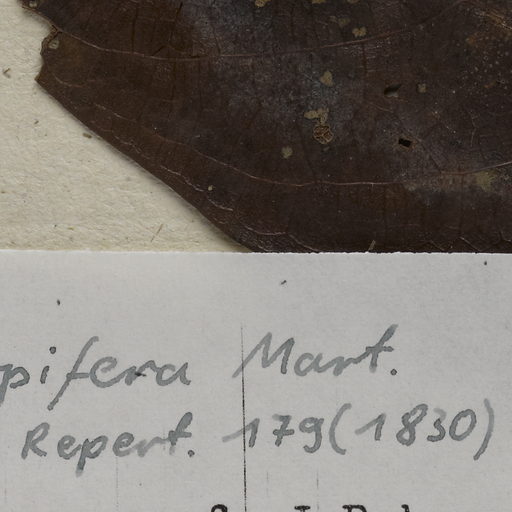 pifera Mart.
Repert. 179 (1830)